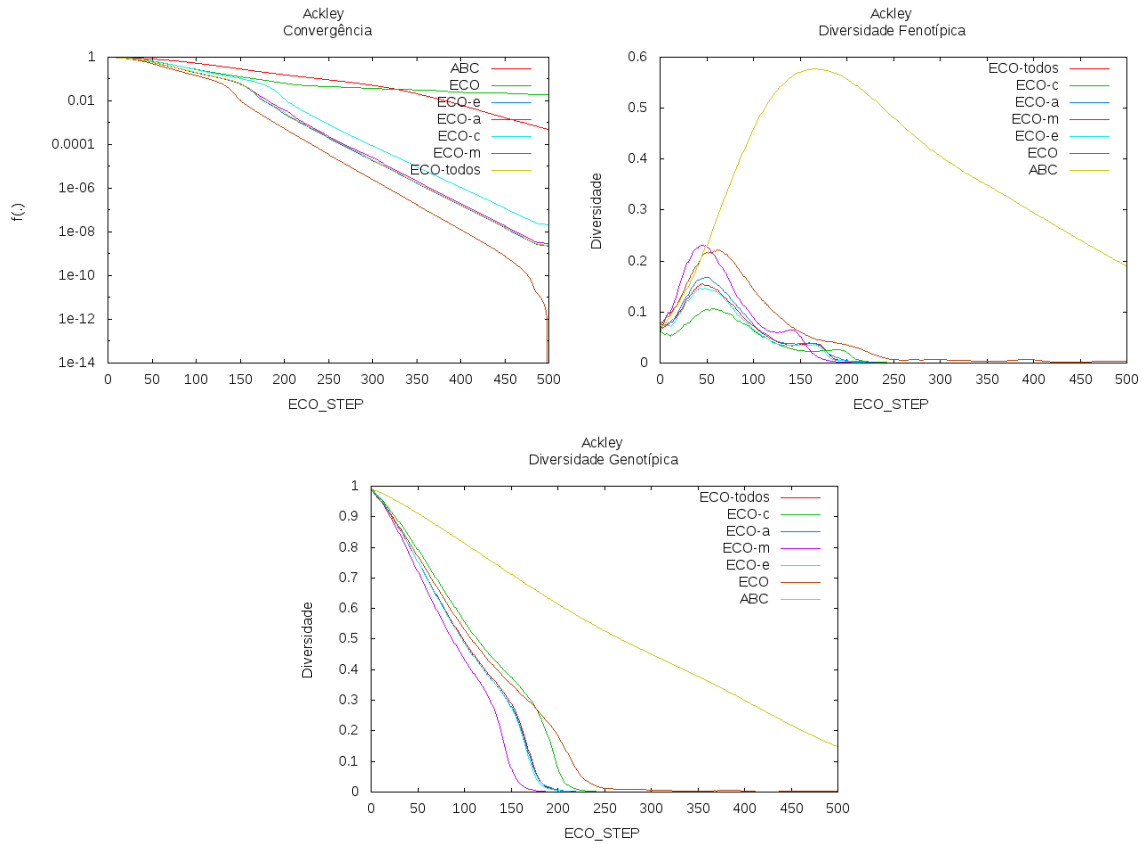 Ackley
Convergência
1
0.01
0.0001
1e-06
1e-08
1e-10
1e-12
1e-14
0 50 100 150 200 250 300 350 400 450 500
f(.)
ECO_STEP
ABC
ECO
ECO-e
ECO-a
ECO-c
ECO-m
ECO-todos
Ackley
Diversidade Fenotípica
0.6
0.5
0.4
0.3
0.2
0.1
0
0 50 100 150 200 250 300 350 400 450 500
Diversidade
ECO_STEP
ECO-todos
ECO-c
ECO-a
ECO-m
ECO-e
ECO
ABC
Ackley
Diversidade Genotípica
1
0.9
0.8
0.7
0.6
0.5
0.4
0.3
0.2
0.1
0
0 50 100 150 200 250 300 350 400 450 500
Diversidade
ECO_STEP
ECO-todos
ECO-c
ECO-a
ECO-m
ECO-e
ECO
ABC